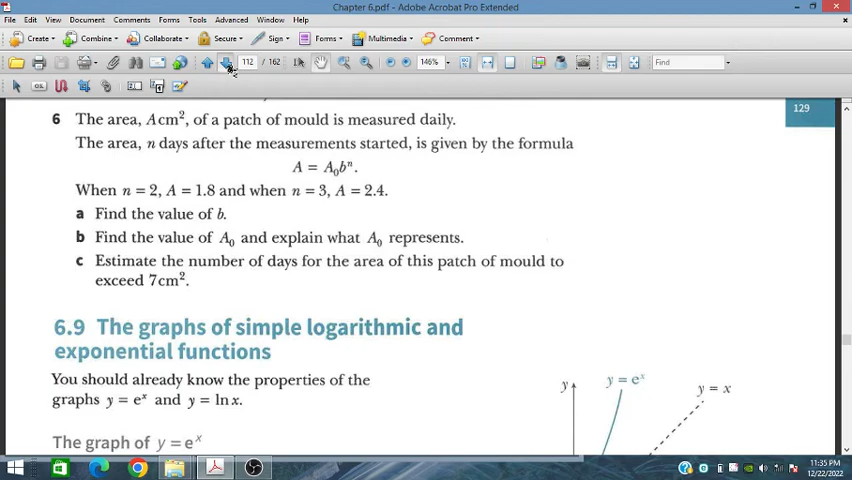 Chapter 6.pdf - Adobe Acrobat Pro Extended
File Edit View Document Comments Forms Tools Advanced Window Help
Create Combine Collaborate Secure Sign Forms Multimedia Comment
112 / 162 146% Find
129
6 The area, A cm², of a patch of mould is measured daily.
The area, n days after the measurements started, is given by the formula
A = A₀bⁿ.
When n = 2, A = 1.8 and when n = 3, A = 2.4.
a Find the value of b.
b Find the value of A₀ and explain what A₀ represents.
c Estimate the number of days for the area of this patch of mould to
exceed 7 cm².
6.9 The graphs of simple logarithmic and
exponential functions
You should already know the properties of the
graphs y = eˣ and y = ln x.
The graph of y = eˣ
y y = eˣ y = x
11:35 PM
12/22/2022